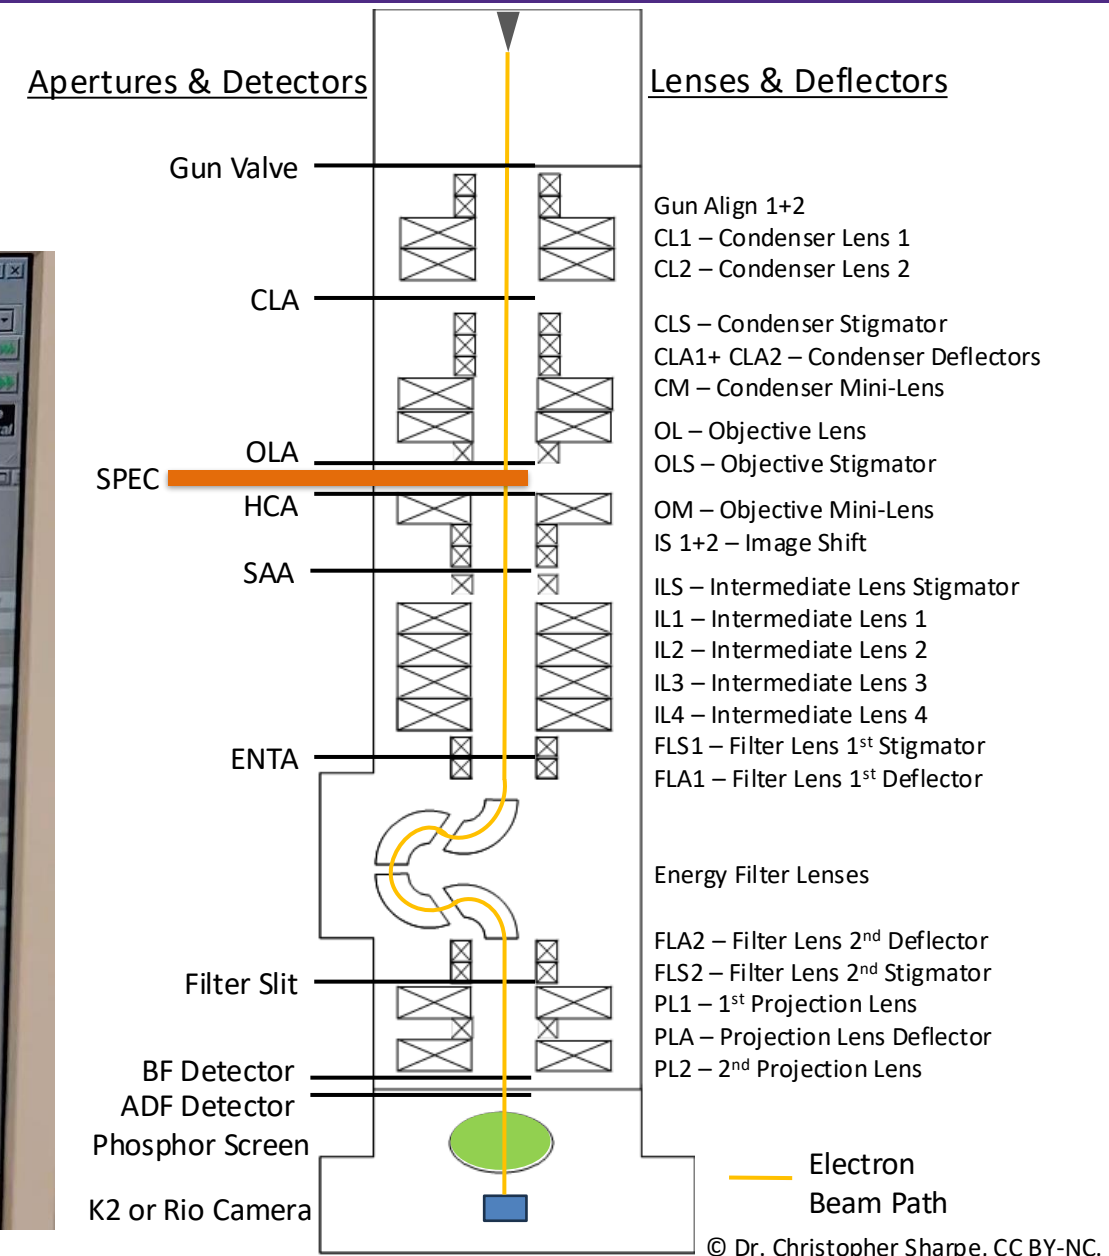 Apertures & Detectors
Lenses & Deflectors
Gun Valve
Gun Align 1+2
CL1 – Condenser Lens 1
CL2 – Condenser Lens 2
CLA
CLS – Condenser Stigmator
CLA1+ CLA2 – Condenser Deflectors
CM – Condenser Mini-Lens
OL – Objective Lens
OLA
OLS – Objective Stigmator
SPEC
HCA
OM – Objective Mini-Lens
IS 1+2 – Image Shift
SAA
ILS – Intermediate Lens Stigmator
IL1 – Intermediate Lens 1
IL2 – Intermediate Lens 2
IL3 – Intermediate Lens 3
IL4 – Intermediate Lens 4
FLS1 – Filter Lens 1st Stigmator
ENTA
FLA1 – Filter Lens 1st Deflector
Energy Filter Lenses
FLA2 – Filter Lens 2nd Deflector
FLS2 – Filter Lens 2nd Stigmator
Filter Slit
PL1 – 1st Projection Lens
PLA – Projection Lens Deflector
PL2 – 2nd Projection Lens
BF Detector
ADF Detector
Phosphor Screen
K2 or Rio Camera
Electron
Beam Path
© Dr. Christopher Sharpe. CC BY-NC.